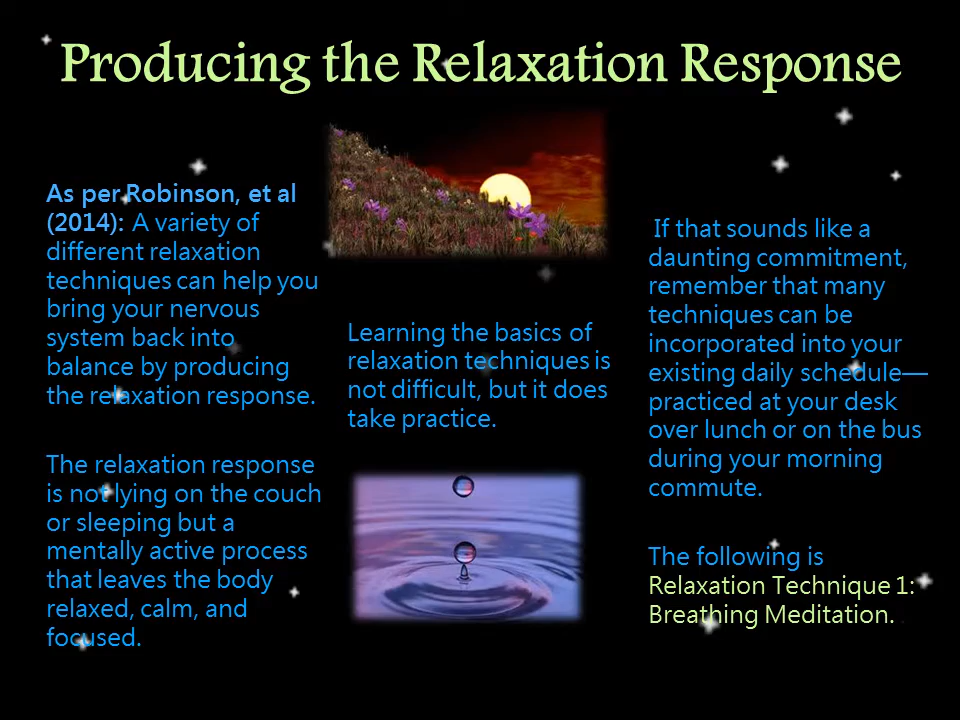 Producing the Relaxation Response
As per Robinson, et al
(2014): A variety of
different relaxation
techniques can help you
bring your nervous
system back into
balance by producing
the relaxation response.
The relaxation response
is not lying on the couch
or sleeping but a
mentally active process
that leaves the body
relaxed, calm, and
focused.
Learning the basics of
relaxation techniques is
not difficult, but it does
take practice.
If that sounds like a
daunting commitment,
remember that many
techniques can be
incorporated into your
existing daily schedule—
practiced at your desk
over lunch or on the bus
during your morning
commute.
The following is
Relaxation Technique 1:
Breathing Meditation. .